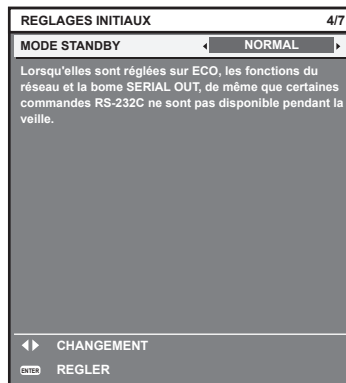 REGLAGES INITIAUX 4/7
MODE STANDBY NORMAL
Lorsqu'elles sont réglées sur ECO, les fonctions du
réseau et la bome SERIAL OUT, de même que certaines
commandes RS-232C ne sont pas disponible pendant la
veille.
CHANGEMENT
ENTER REGLER